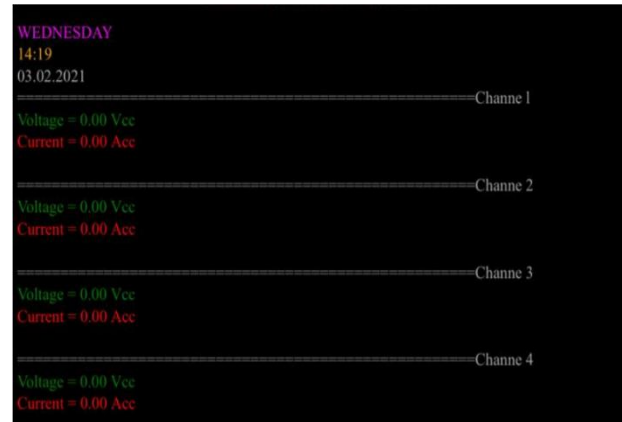 WEDNESDAY
14:19
03.02.2021
======================================================Channe 1
Voltage = 0.00 Vcc
Current = 0.00 Acc
======================================================Channe 2
Voltage = 0.00 Vcc
Current = 0.00 Acc
======================================================Channe 3
Voltage = 0.00 Vcc
Current = 0.00 Acc
======================================================Channe 4
Voltage = 0.00 Vcc
Current = 0.00 Acc